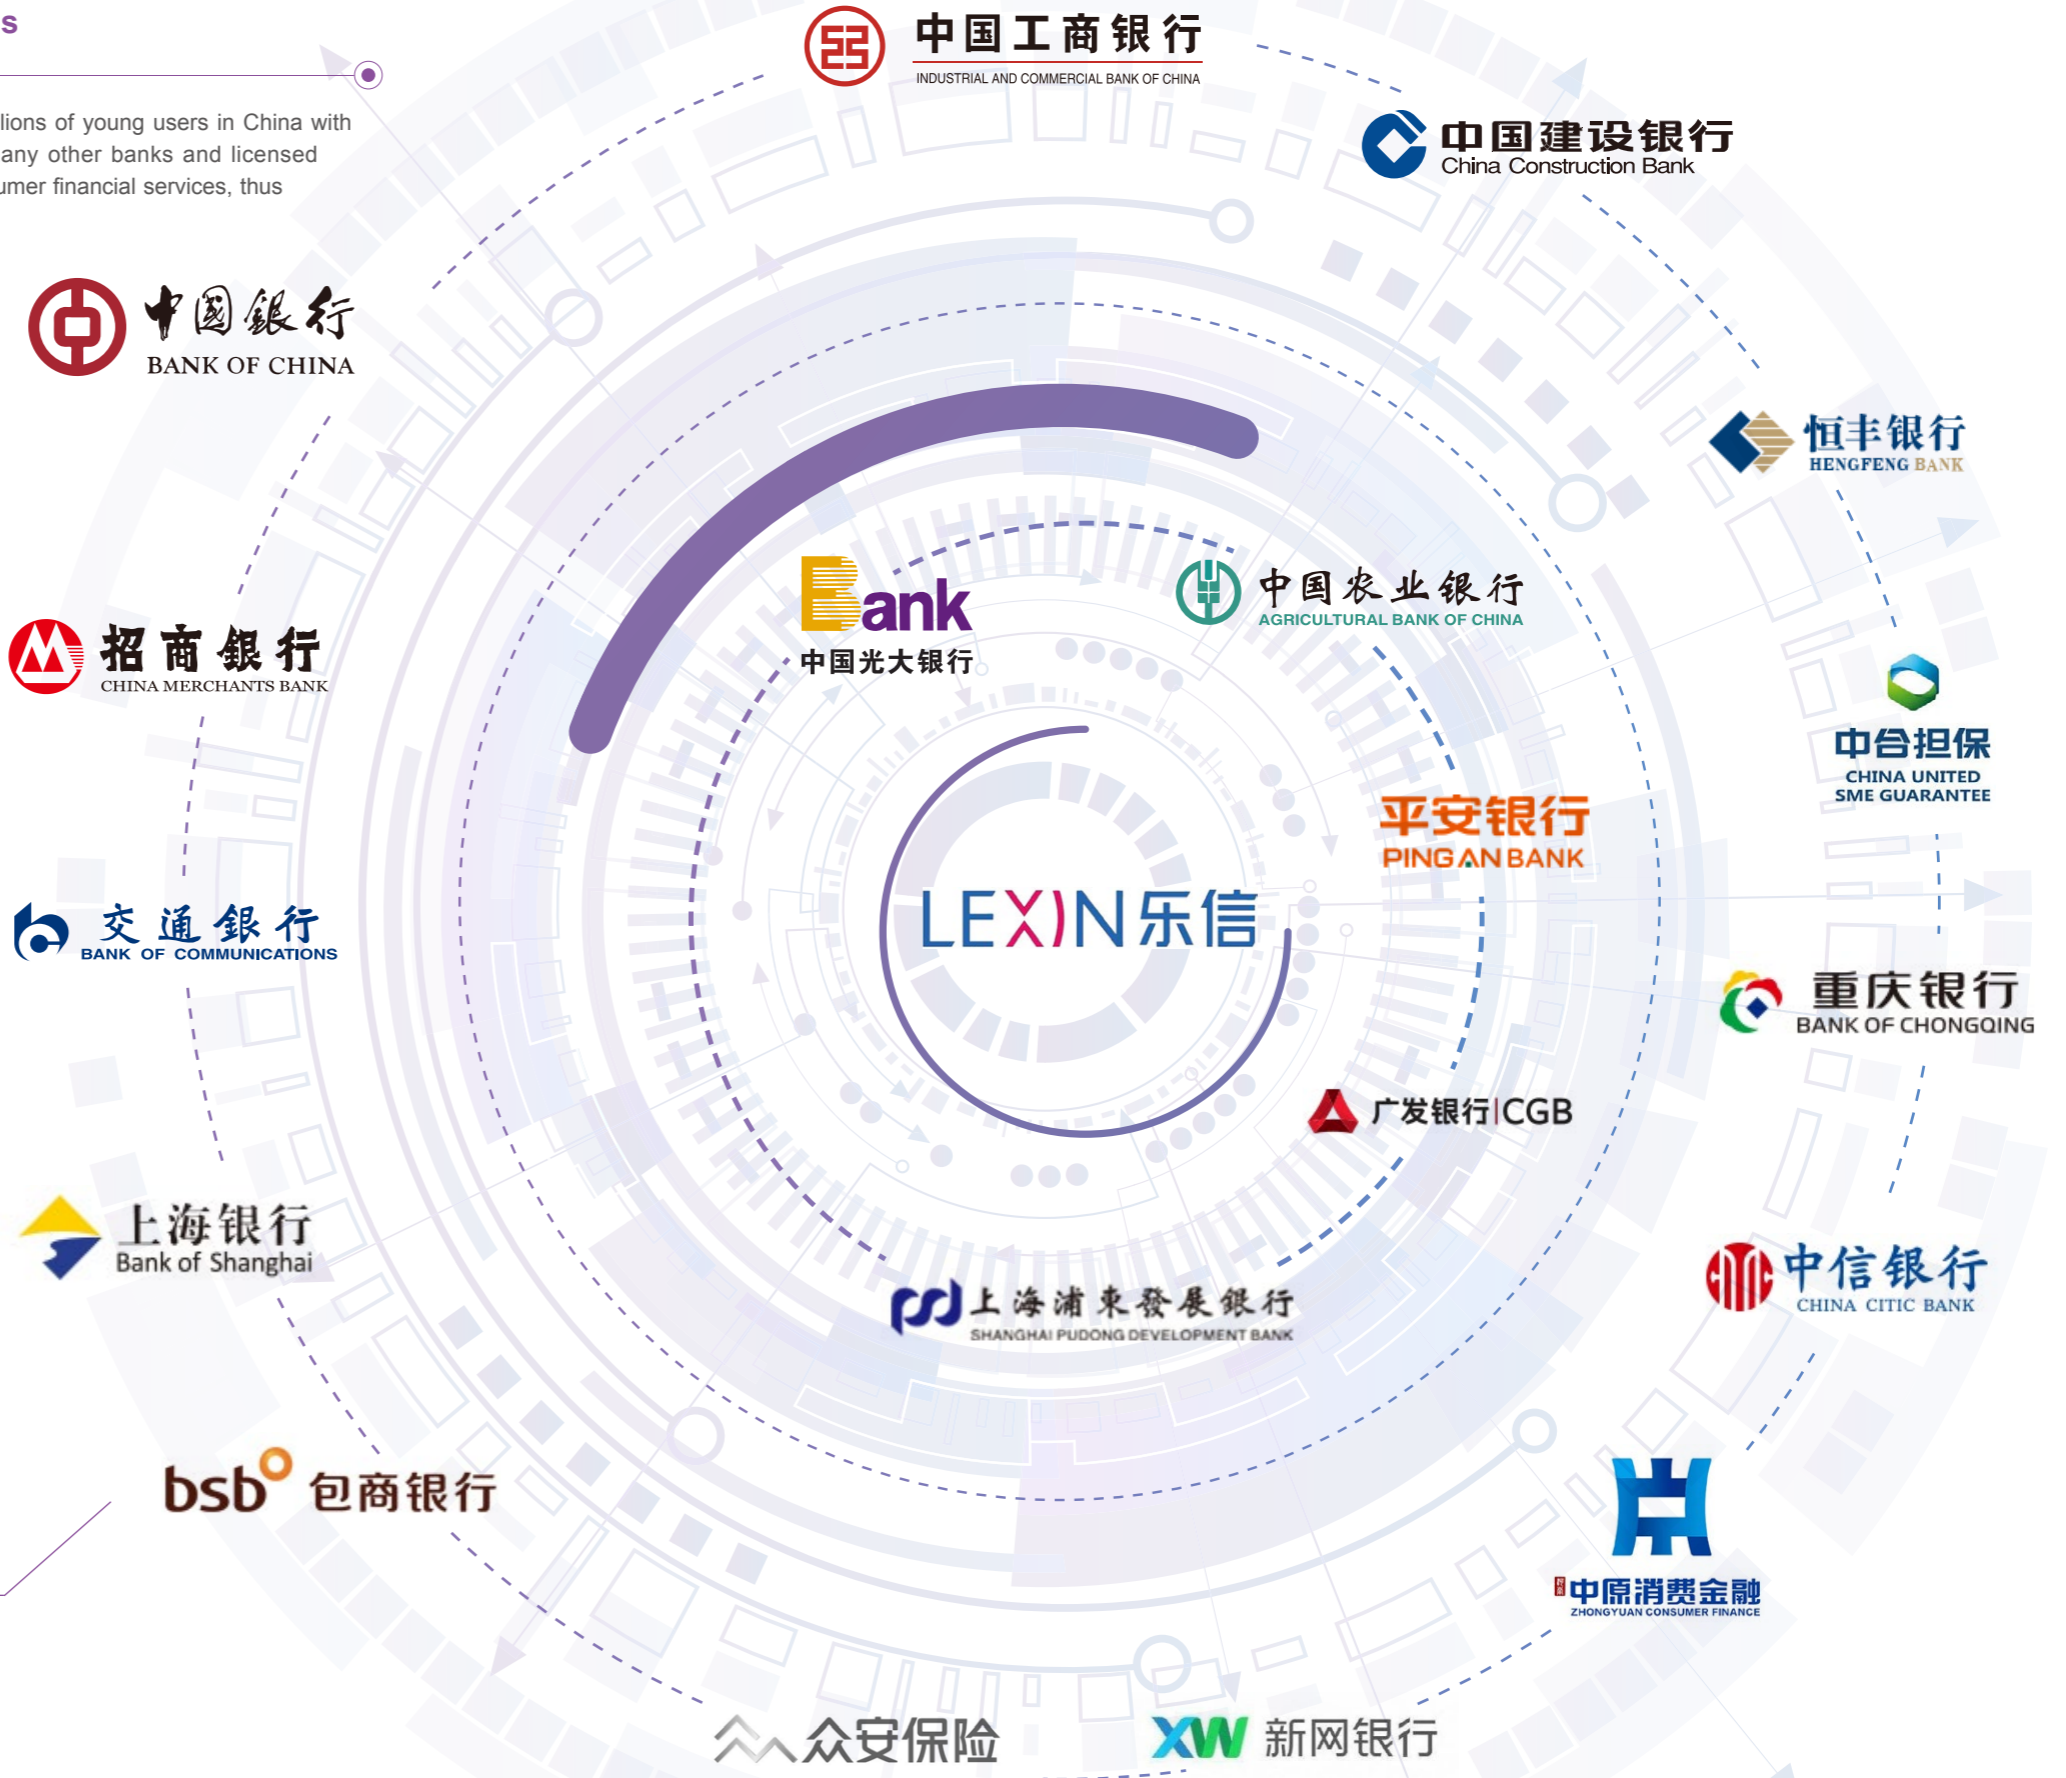 s
中国工商银行
INDUSTRIAL AND COMMERCIAL BANK OF CHINA
lions of young users in China with
any other banks and licensed
umer financial services, thus
中国建设银行
China Construction Bank
中国銀行
BANK OF CHINA
恒丰银行
HENGFENG BANK
Bank
中国光大银行
中国农业银行
AGRICULTURAL BANK OF CHINA
招商銀行
CHINA MERCHANTS BANK
中合担保
CHINA UNITED
SME GUARANTEE
平安银行
PING AN BANK
LEXIN乐信
交通銀行
BANK OF COMMUNICATIONS
重庆银行
BANK OF CHONGQING
广发银行|CGB
上海银行
Bank of Shanghai
中信银行
CHINA CITIC BANK
上海浦東發展銀行
SHANGHAI PUDONG DEVELOPMENT BANK
bsb 包商银行
中原消费金融
ZHONGYUAN CONSUMER FINANCE
众安保险
XW 新网银行